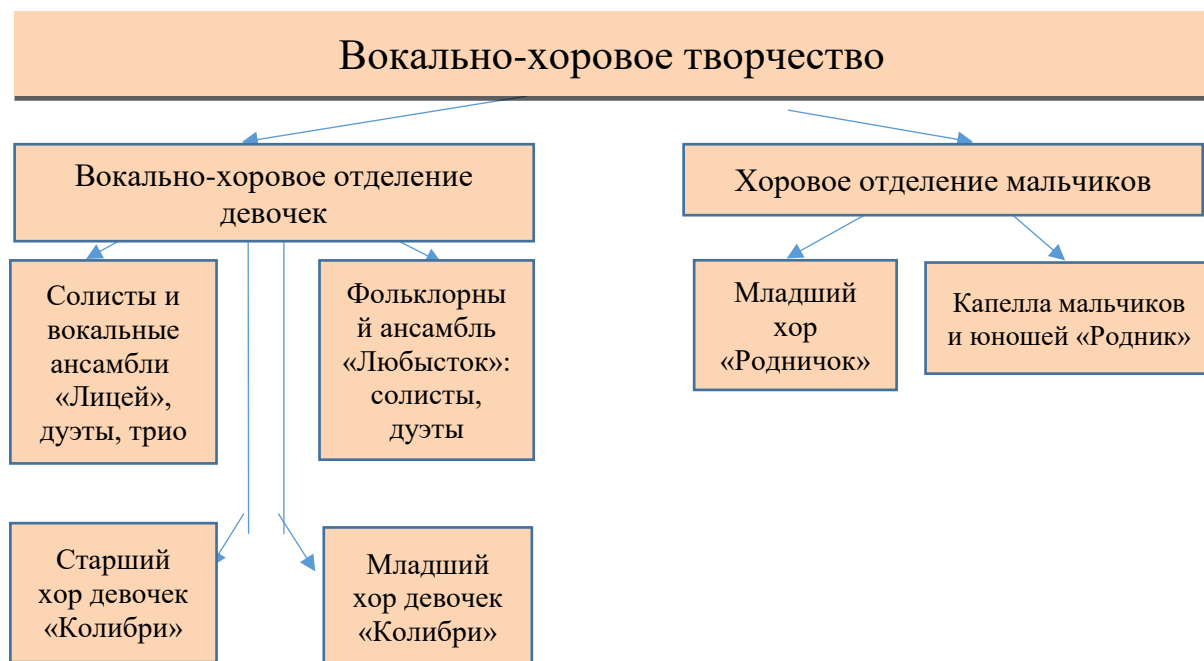 Вокально-хоровое творчество
Вокально-хоровое отделение
девочек
Хоровое отделение мальчиков
Солисты и
вокальные
ансамбли
«Лицей»,
дуэты, трио
Фольклорны
й ансамбль
«Любысток»:
солисты,
дуэты
Младший
хор
«Родничок»
Капелла мальчиков
и юношей «Родник»
Старший
хор девочек
«Колибри»
Младший
хор девочек
«Колибри»